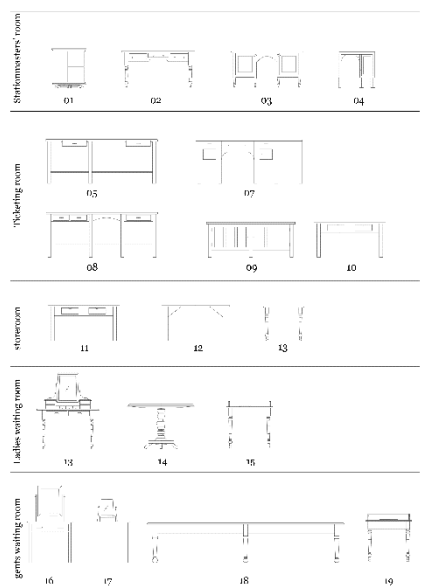 Stationmasters' room
01 02 03 04
Ticketing room
05 07
08 09 10
storeroom
11 12 13
Ladies waiting room
13 14 15
gents waiting room
16 17 18 19